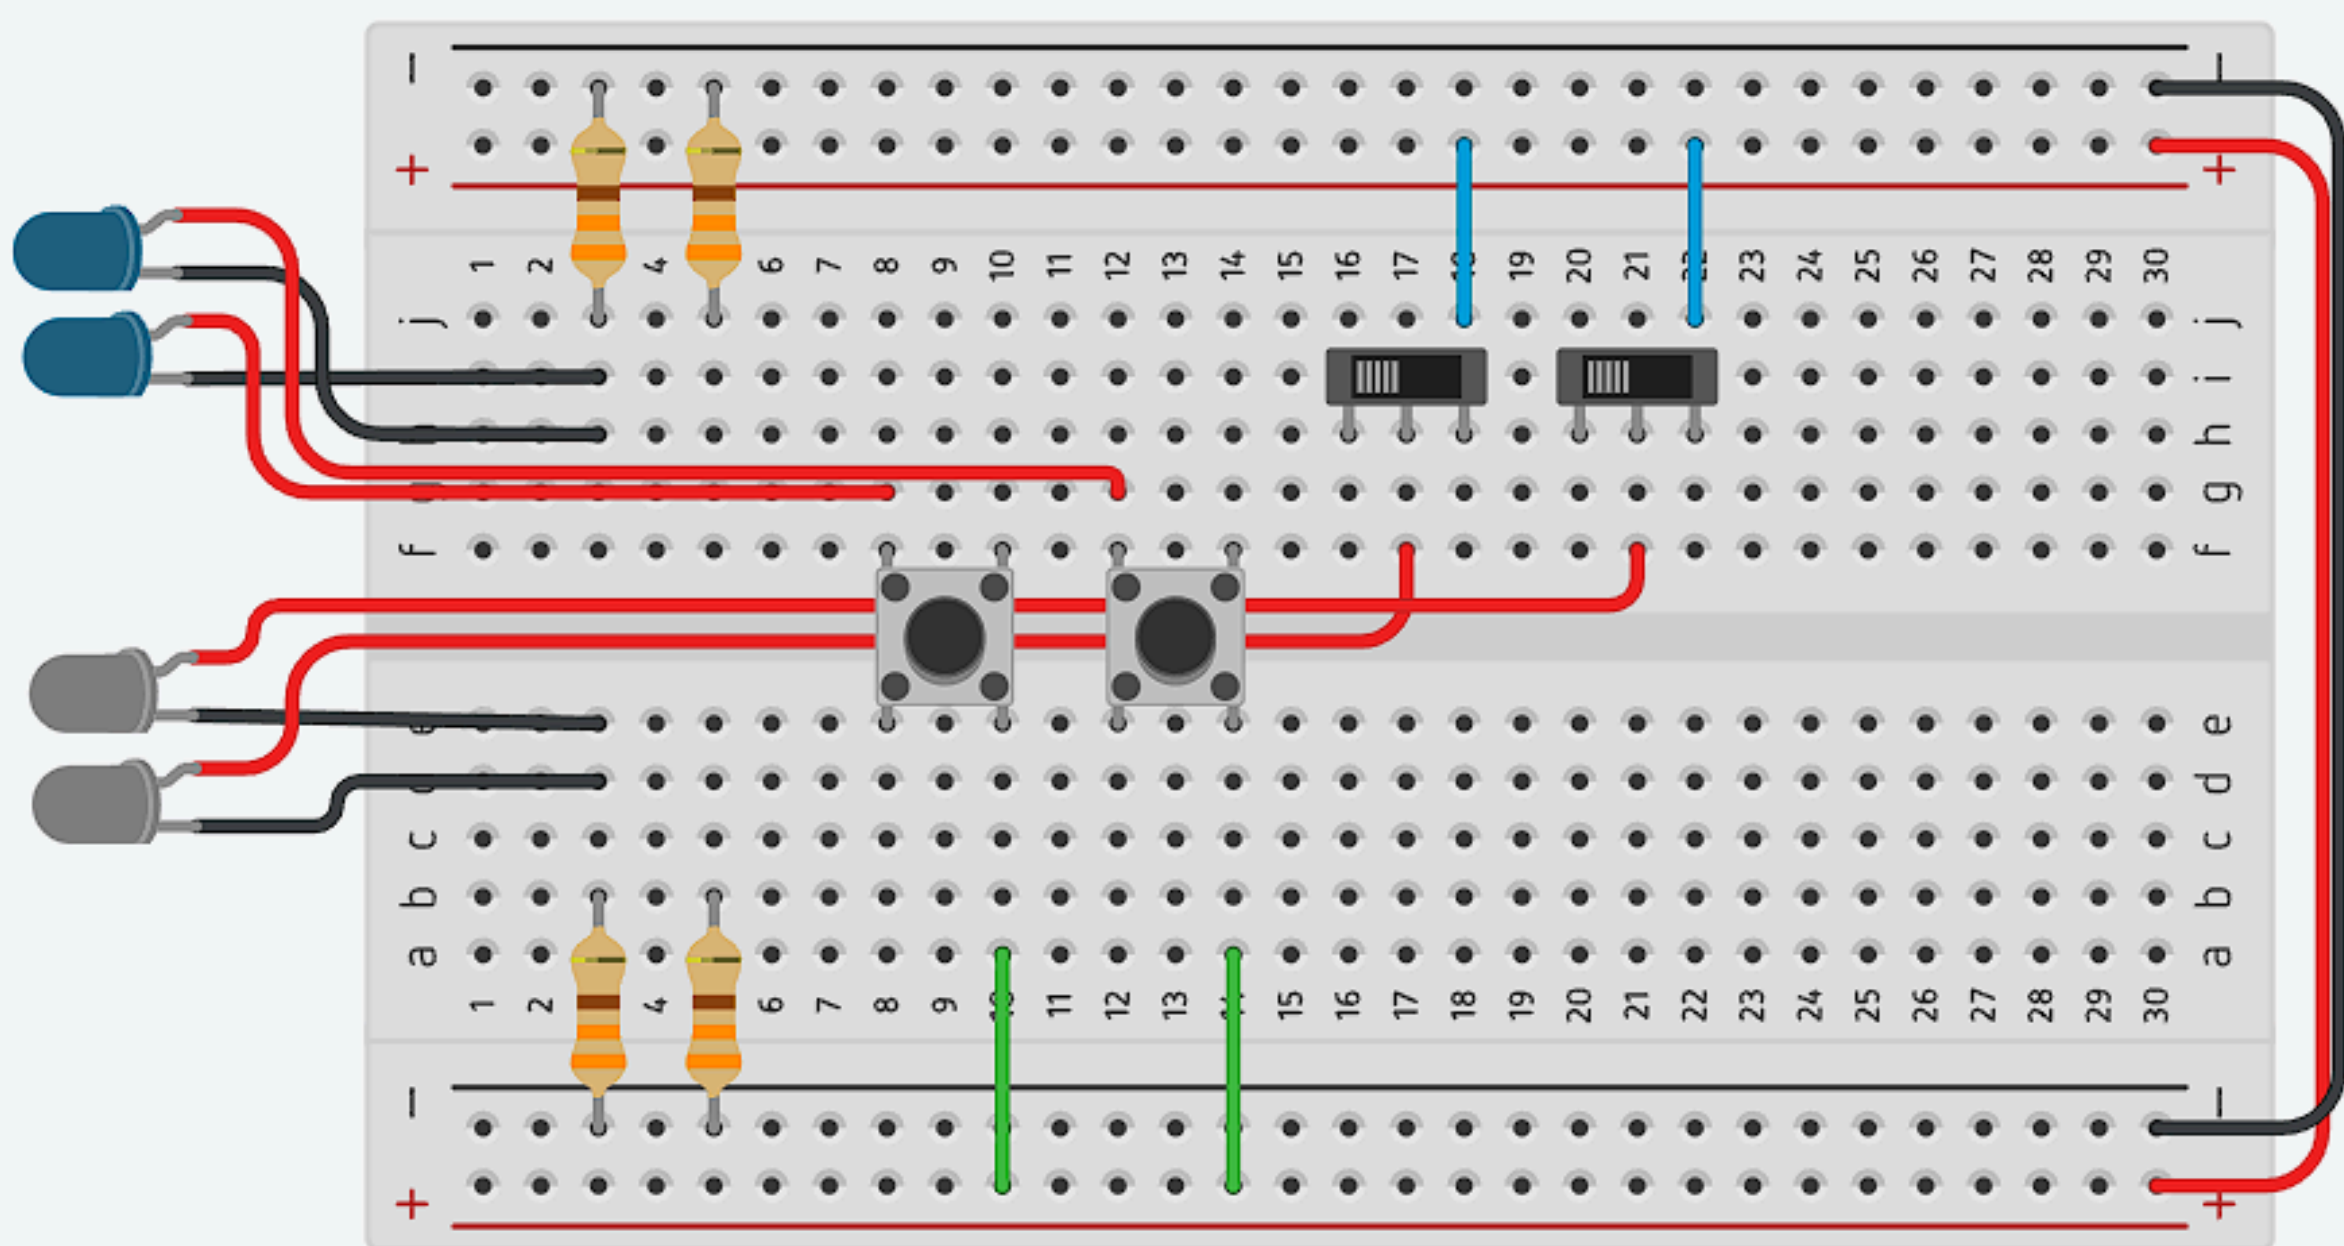 − −
+ +
1 2 4 6 7 8 9 10 11 12 13 14 15 16 17 19 20 21 23 24 25 26 27 28 29 30
j j
i
h
g
f f
e e
d
c c
b b
a a
1 2 4 6 7 8 9 11 12 13 15 16 17 18 19 20 21 22 23 24 25 26 27 28 29 30
− −
+ +